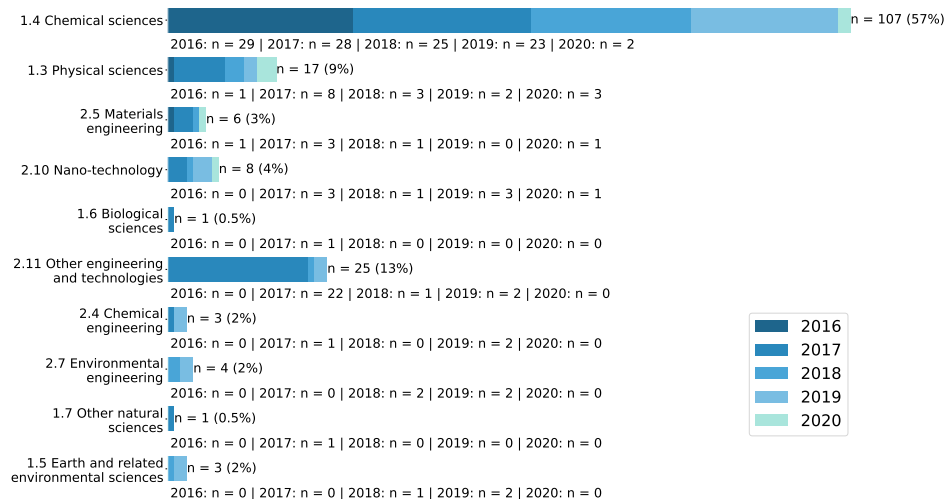 1.4 Chemical sciences
n = 107 (57%)
2016: n = 29 | 2017: n = 28 | 2018: n = 25 | 2019: n = 23 | 2020: n = 2
1.3 Physical sciences
n = 17 (9%)
2016: n = 1 | 2017: n = 8 | 2018: n = 3 | 2019: n = 2 | 2020: n = 3
2.5 Materials
engineering
n = 6 (3%)
2016: n = 1 | 2017: n = 3 | 2018: n = 1 | 2019: n = 0 | 2020: n = 1
2.10 Nano-technology
n = 8 (4%)
2016: n = 0 | 2017: n = 3 | 2018: n = 1 | 2019: n = 3 | 2020: n = 1
1.6 Biological
sciences
n = 1 (0.5%)
2016: n = 0 | 2017: n = 1 | 2018: n = 0 | 2019: n = 0 | 2020: n = 0
2.11 Other engineering
and technologies
n = 25 (13%)
2016: n = 0 | 2017: n = 22 | 2018: n = 1 | 2019: n = 2 | 2020: n = 0
2.4 Chemical
engineering
n = 3 (2%)
2016: n = 0 | 2017: n = 1 | 2018: n = 0 | 2019: n = 2 | 2020: n = 0
2.7 Environmental
engineering
n = 4 (2%)
2016: n = 0 | 2017: n = 0 | 2018: n = 2 | 2019: n = 2 | 2020: n = 0
1.7 Other natural
sciences
n = 1 (0.5%)
2016: n = 0 | 2017: n = 1 | 2018: n = 0 | 2019: n = 0 | 2020: n = 0
1.5 Earth and related
environmental sciences
n = 3 (2%)
2016: n = 0 | 2017: n = 0 | 2018: n = 1 | 2019: n = 2 | 2020: n = 0
2016
2017
2018
2019
2020